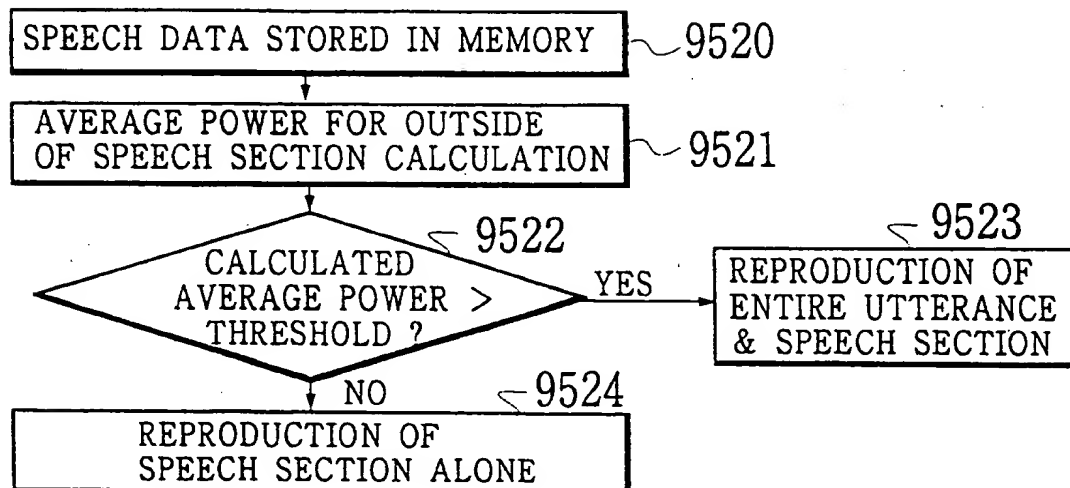 SPEECH DATA STORED IN MEMORY
9520
AVERAGE POWER FOR OUTSIDE
OF SPEECH SECTION CALCULATION
9521
9522
CALCULATED
AVERAGE POWER >
THRESHOLD ?
YES
9523
REPRODUCTION OF
ENTIRE UTTERANCE
& SPEECH SECTION
NO
9524
REPRODUCTION OF
SPEECH SECTION ALONE